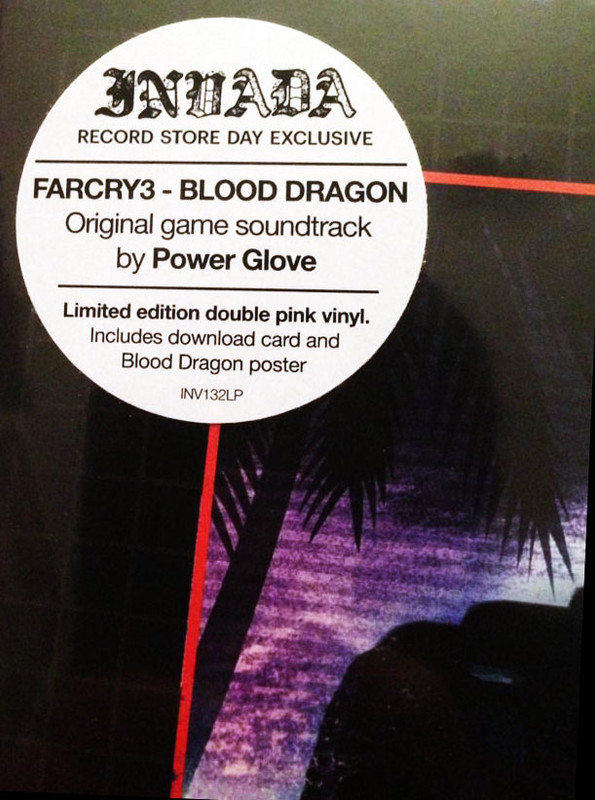 INVADA
RECORD STORE DAY EXCLUSIVE
FARCRY3 - BLOOD DRAGON
Original game soundtrack
by Power Glove
Limited edition double pink vinyl.
Includes download card and
Blood Dragon poster
INV132LP